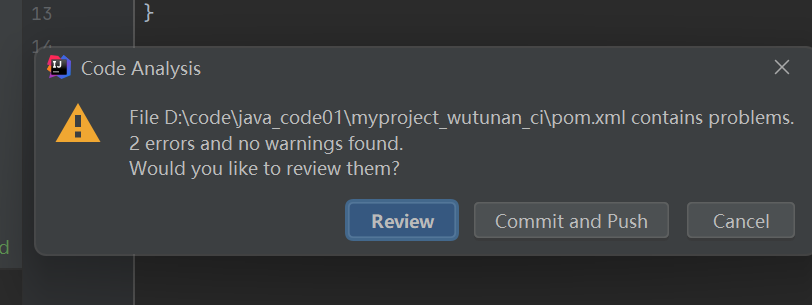 13
}
14
Code Analysis
File D:\code\java_code01\myproject_wutunan_ci\pom.xml contains problems.
2 errors and no warnings found.
Would you like to review them?
Review
Commit and Push
Cancel
d